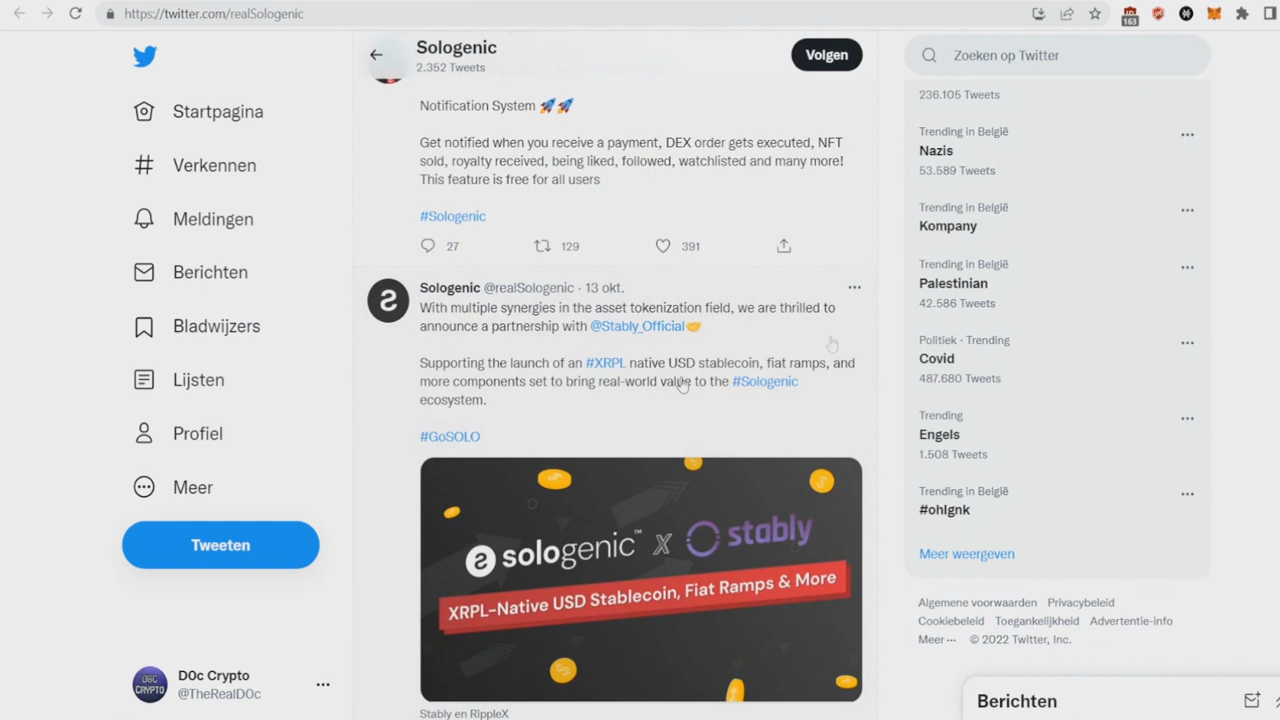 https://twitter.com/realSologenic
163
Startpagina
Verkennen
Meldingen
Berichten
Bladwijzers
Lijsten
Profiel
Meer
Tweeten
D0c Crypto
@TheRealD0c
D0C
CRYPTO
Sologenic
2.352 Tweets
Volgen
Notification System 🚀🚀
Get notified when you receive a payment, DEX order gets executed, NFT
sold, royalty received, being liked, followed, watchlisted and many more!
This feature is free for all users
#Sologenic
27 129 391
Sologenic @realSologenic · 13 okt.
With multiple synergies in the asset tokenization field, we are thrilled to
announce a partnership with @Stably_Official🤝
Supporting the launch of an #XRPL native USD stablecoin, fiat ramps, and
more components set to bring real-world value to the #Sologenic
ecosystem.
#GoSOLO
sologenic™ X stably
XRPL-Native USD Stablecoin, Fiat Ramps & More
Stably en RippleX
Zoeken op Twitter
236.105 Tweets
Trending in België
Nazis
53.589 Tweets
Trending in België
Kompany
Trending in België
Palestinian
42.586 Tweets
Politiek · Trending
Covid
487.680 Tweets
Trending
Engels
1.508 Tweets
Trending in België
#ohlgnk
Meer weergeven
Algemene voorwaarden Privacybeleid
Cookiebeleid Toegankelijkheid Advertentie-info
Meer ··· © 2022 Twitter, Inc.
Berichten